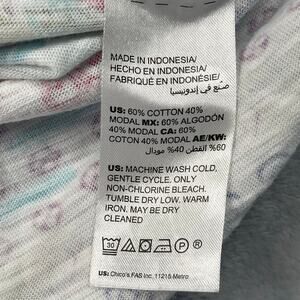 MADE IN INDONESIA/
HECHO EN INDONESIA/
FABRIQUÉ EN INDONÉSIE/
صنع في إندونيسيا
US: 60% COTTON 40%
MODAL MX: 60% ALGODÓN
40% MODAL CA: 60%
COTON 40% MODAL AE/KW:
60% القطن 40% مودال
US: MACHINE WASH COLD,
GENTLE CYCLE. ONLY
NON-CHLORINE BLEACH.
TUMBLE DRY LOW. WARM
IRON. MAY BE DRY
CLEANED
30 P
US: Chico's FAS Inc. 11215 Metro